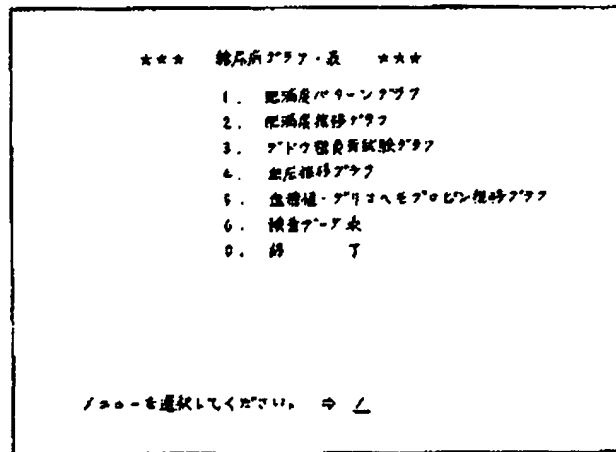 *** 糖尿病グラフ・表 ***
1. 肥満度パターングラフ
2. 肥満度推移グラフ
3. ブドウ糖負荷試験グラフ
4. 血圧推移グラフ
5. 血糖値・グリコヘモグロビン推移グラフ
6. 検査データ表
0. 終 了
メニューを選択してください。 ⇨ 1